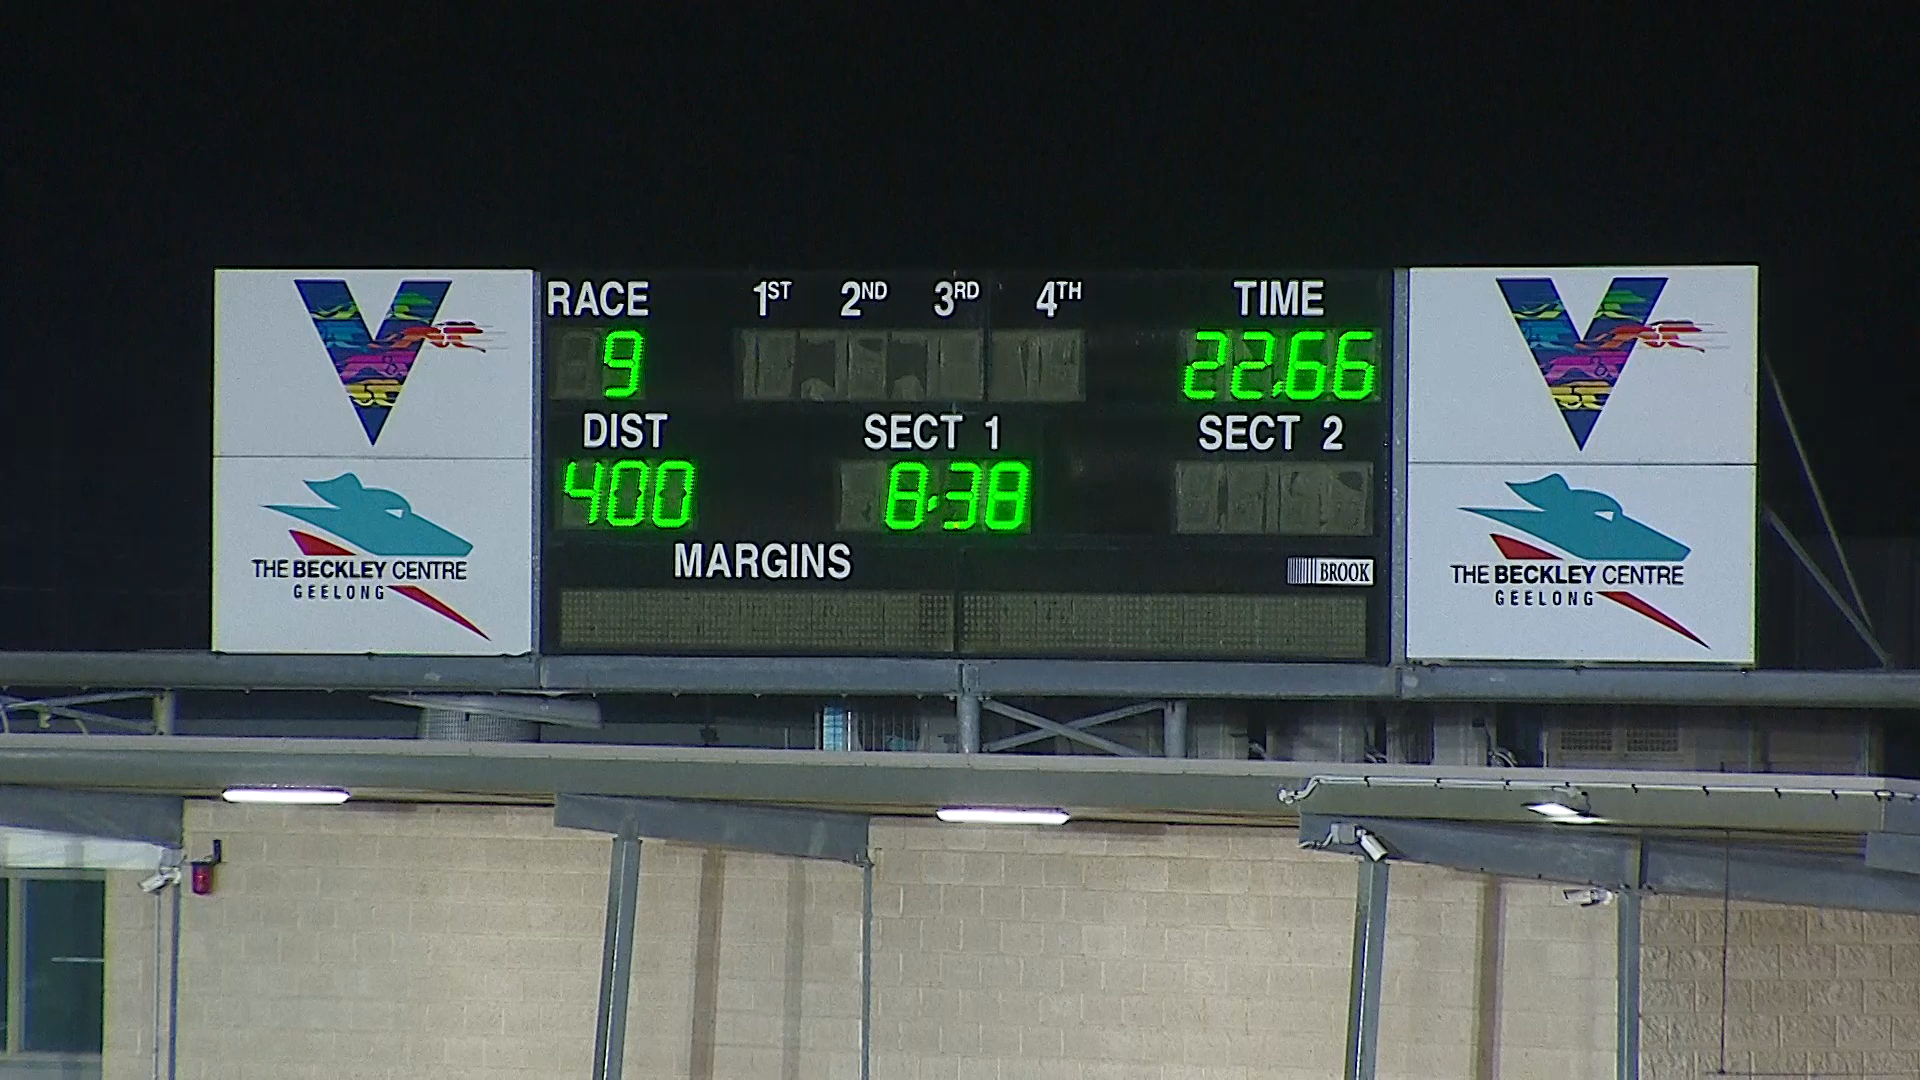 RACE 1ST 2ND 3RD 4TH TIME
9 22.66
DIST SECT 1 SECT 2
400 8.38
MARGINS
BROOK
THE BECKLEY CENTRE
GEELONG
THE BECKLEY CENTRE
GEELONG